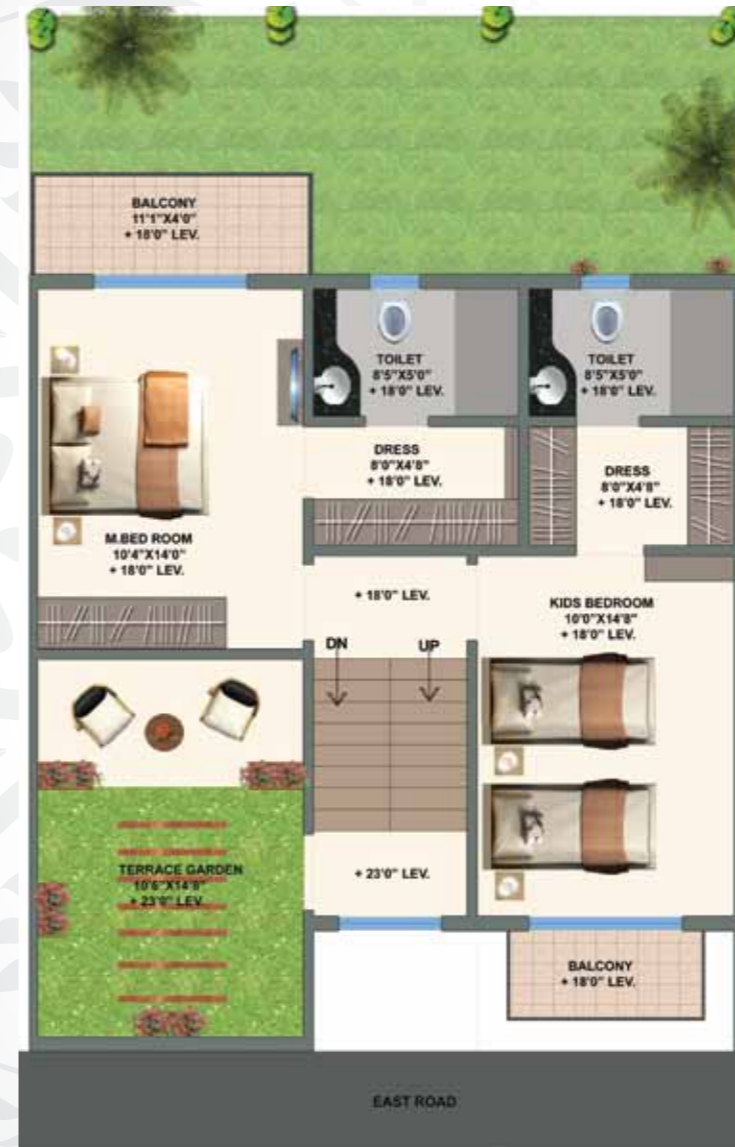 BALCONY
11'1"X4'0"
+ 18'0" LEV.
TOILET
8'5"X5'0"
+ 18'0" LEV.
TOILET
8'5"X5'0"
+ 18'0" LEV.
DRESS
8'0"X4'8"
+ 18'0" LEV.
DRESS
8'0"X4'8"
+ 18'0" LEV.
M.BED ROOM
10'4"X14'0"
+ 18'0" LEV.
+ 18'0" LEV.
KIDS BEDROOM
10'0"X14'8"
+ 18'0" LEV.
DN
UP
TERRACE GARDEN
10'6"X14'8"
+ 23'0" LEV.
+ 23'0" LEV.
BALCONY
+ 18'0" LEV.
EAST ROAD